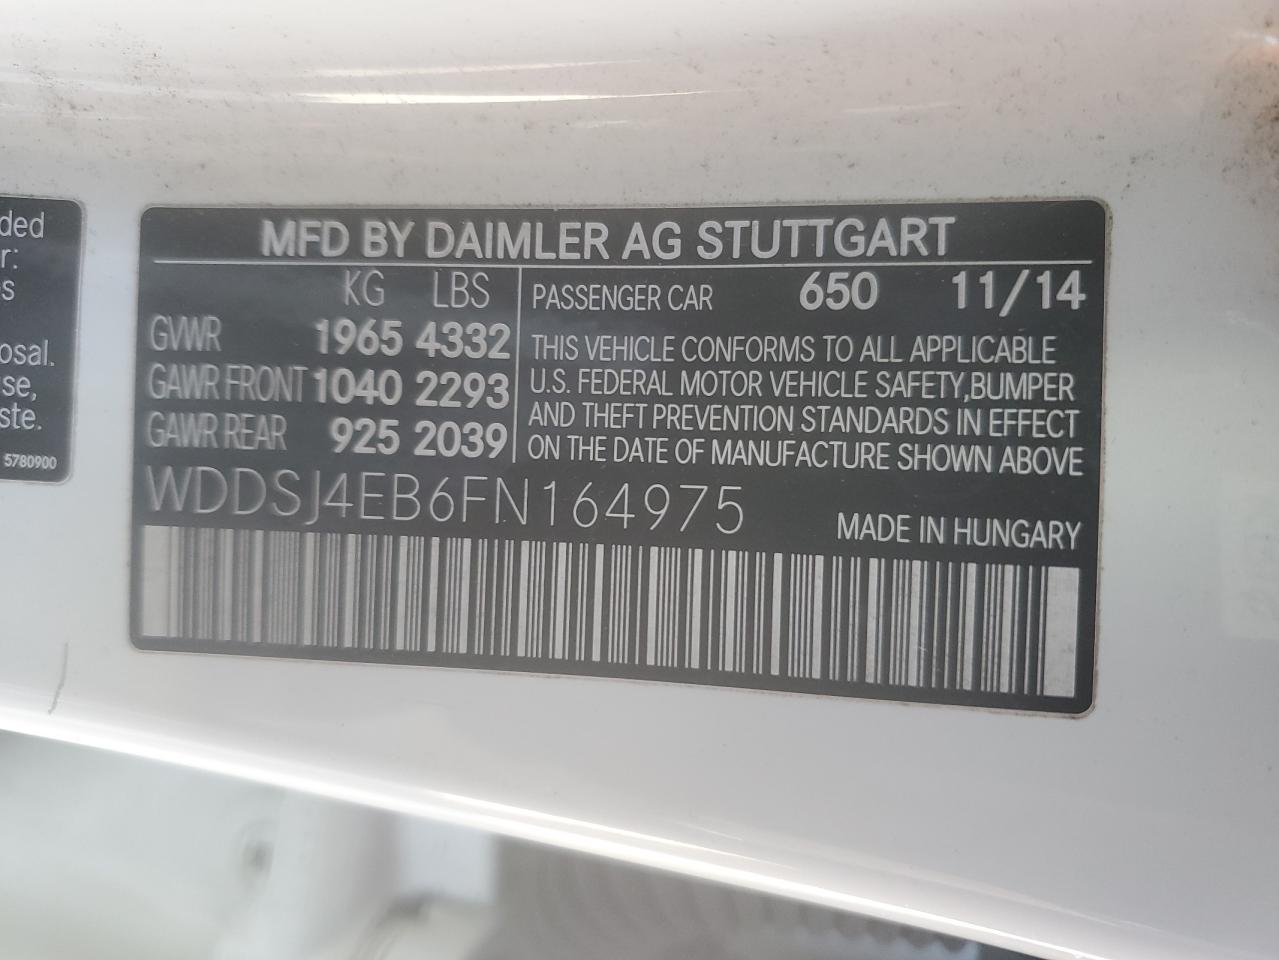 ded
r:
s
osal.
se,
ste.
5780900
MFD BY DAIMLER AG STUTTGART
KG LBS
GVWR 1965 4332
GAWR FRONT 1040 2293
GAWR REAR 925 2039
PASSENGER CAR 650 11/14
THIS VEHICLE CONFORMS TO ALL APPLICABLE
U.S. FEDERAL MOTOR VEHICLE SAFETY,BUMPER
AND THEFT PREVENTION STANDARDS IN EFFECT
ON THE DATE OF MANUFACTURE SHOWN ABOVE
WDDSJ4EB6FN164975
MADE IN HUNGARY